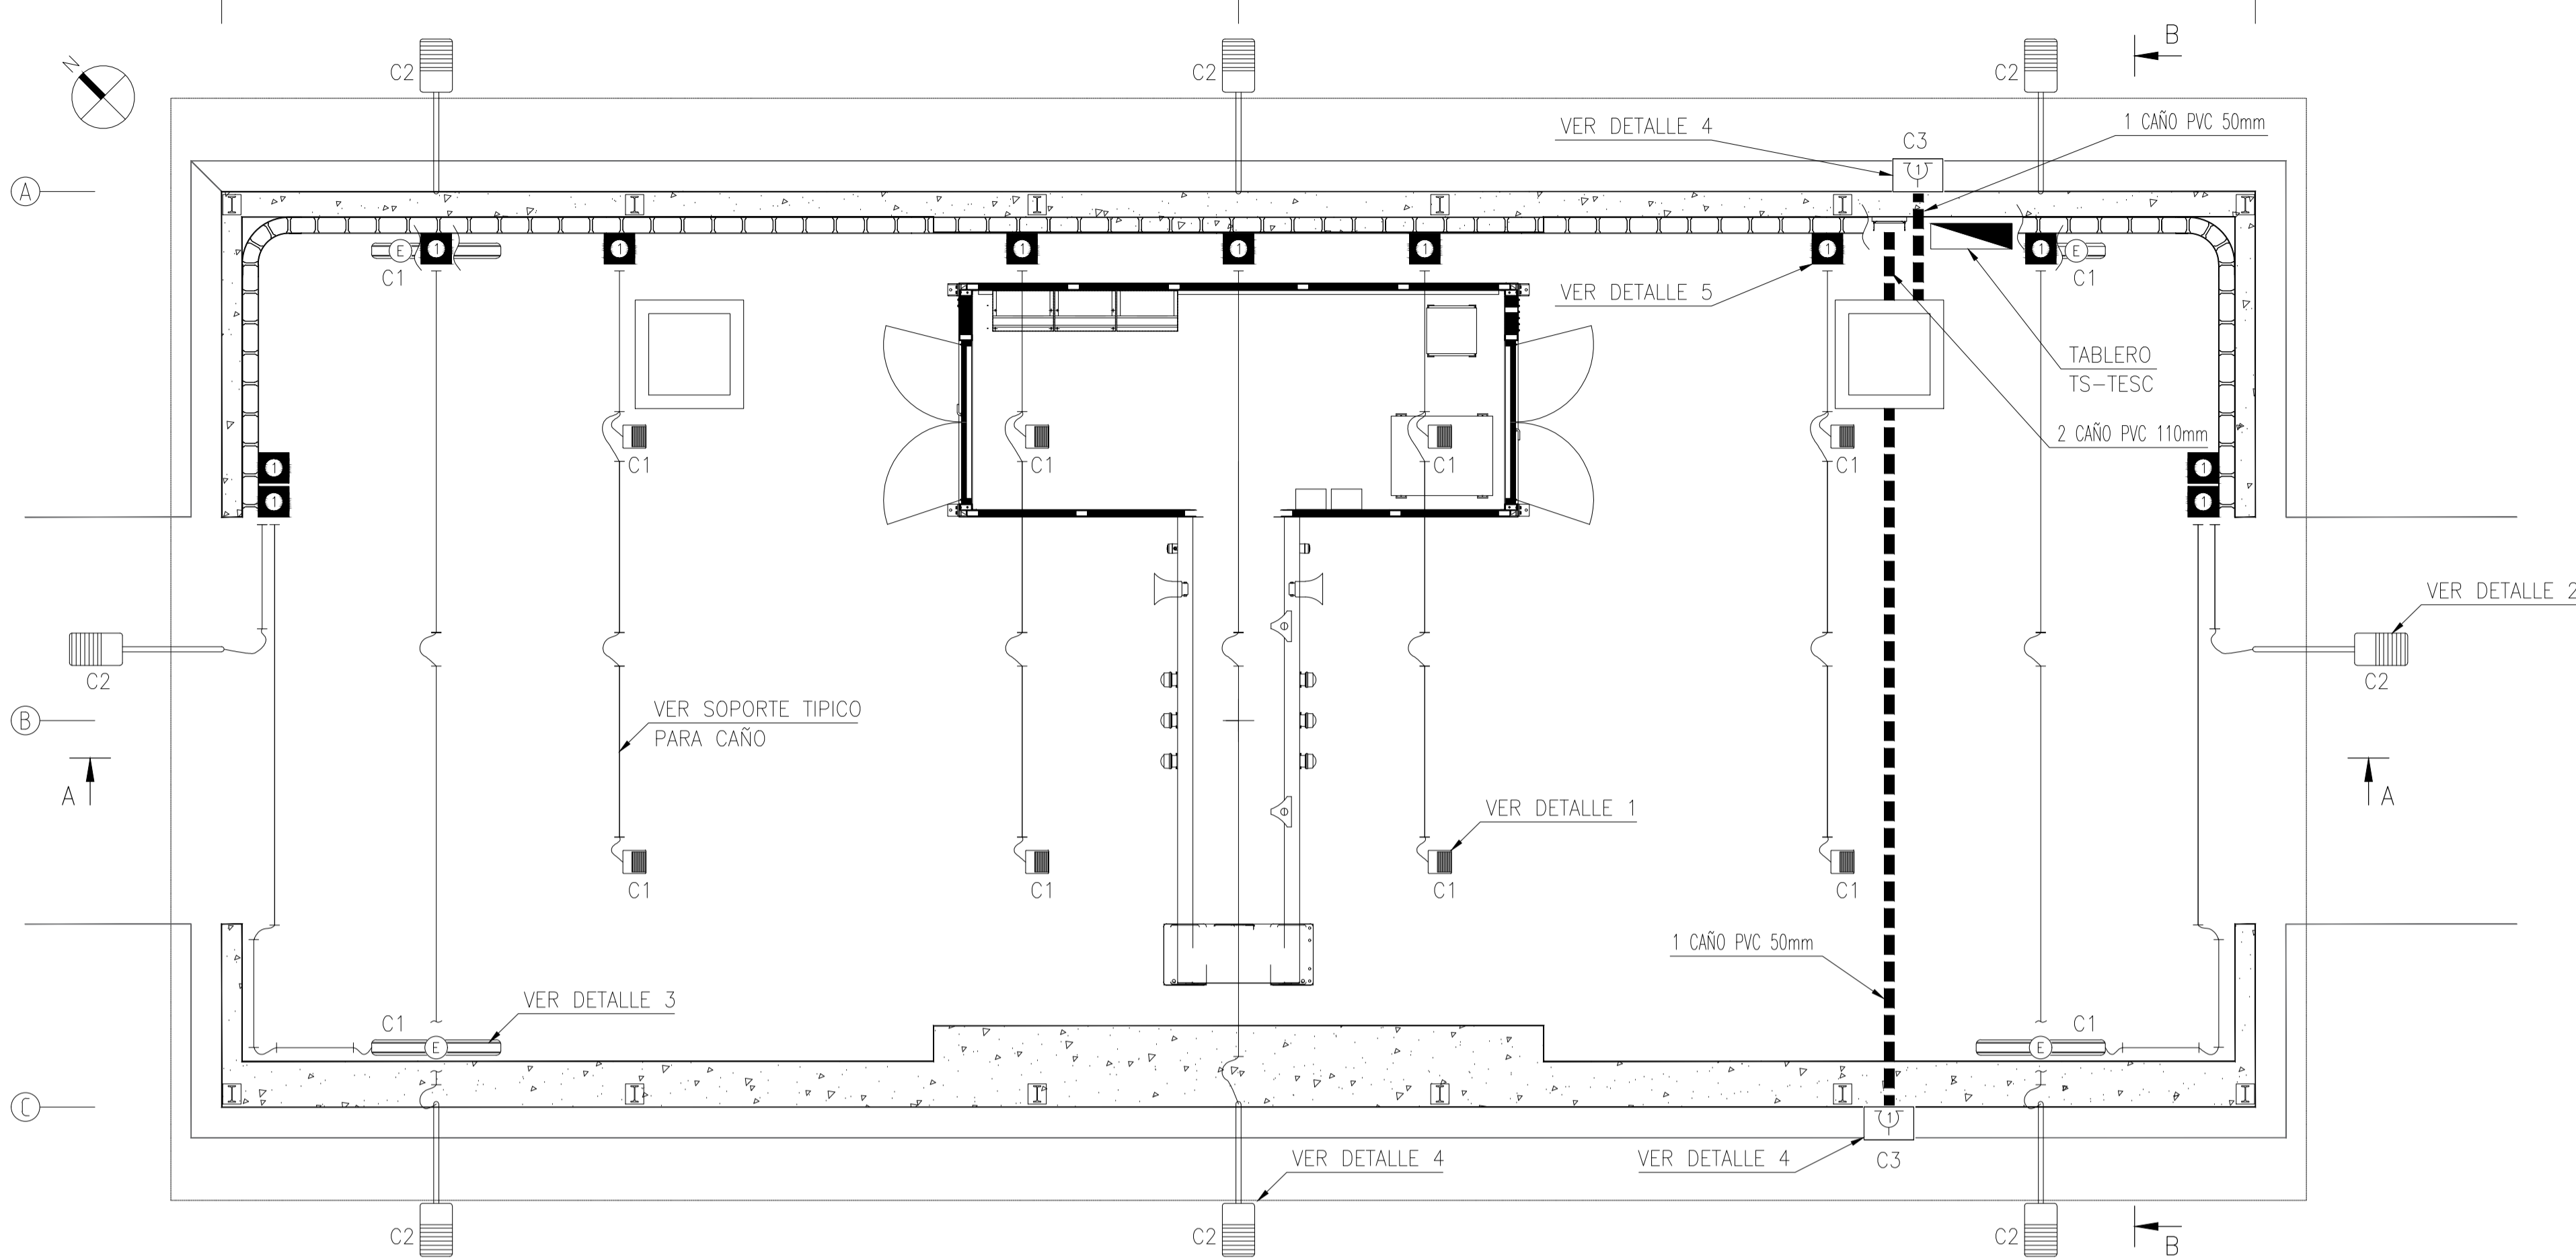 B
N
C2
C2
C2
VER DETALLE 4
1 CAÑO PVC 50mm
C3
1
A
E
1
1
1
1
1
1
1
E
C1
C1
VER DETALLE 5
TABLERO
TS-TESC
2 CAÑO PVC 110mm
C1
C1
C1
C1
1
1
1
1
VER DETALLE 2
C2
C2
VER SOPORTE TIPICO
PARA CAÑO
B
A
A
VER DETALLE 1
C1
C1
C1
C1
1 CAÑO PVC 50mm
VER DETALLE 3
C1
C1
E
E
C
1
VER DETALLE 4
VER DETALLE 4
C3
C2
C2
C2
B